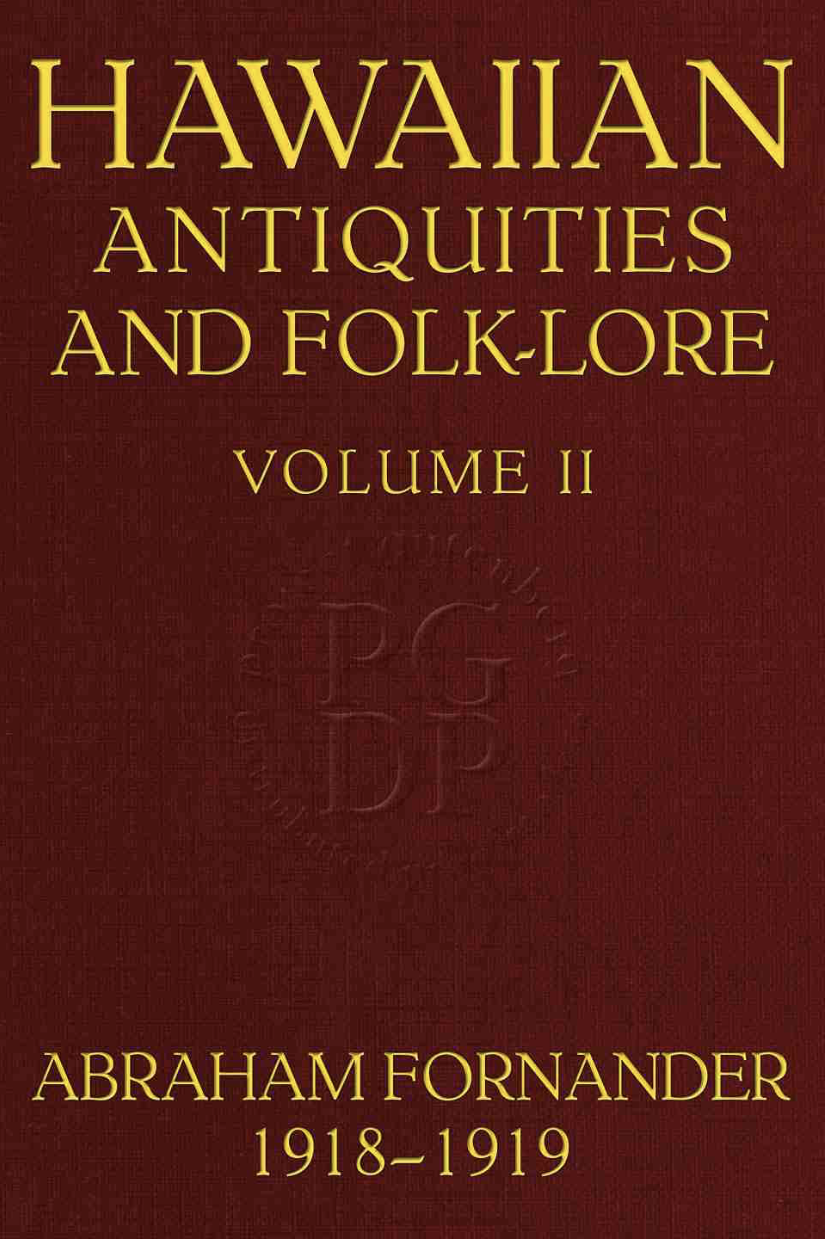 HAWAIIAN
ANTIQUITIES
AND FOLK-LORE
VOLUME II
PG
DP
ABRAHAM FORNANDER
1918–1919